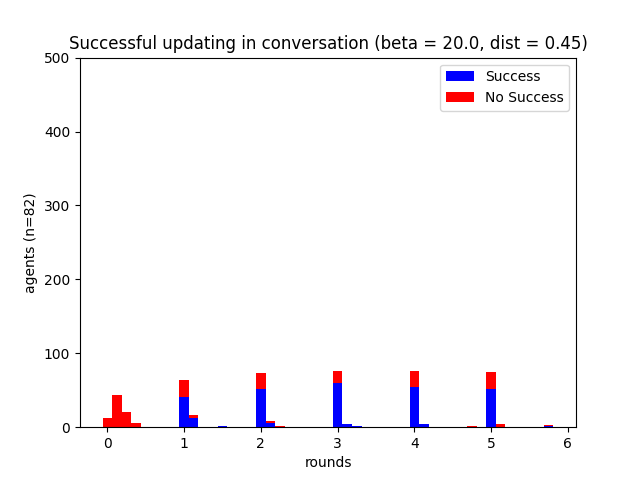 Successful updating in conversation (beta = 20.0, dist = 0.45)
500
400
300
200
100
0
agents (n=82)
Success
No Success
0 1 2 3 4 5 6
rounds